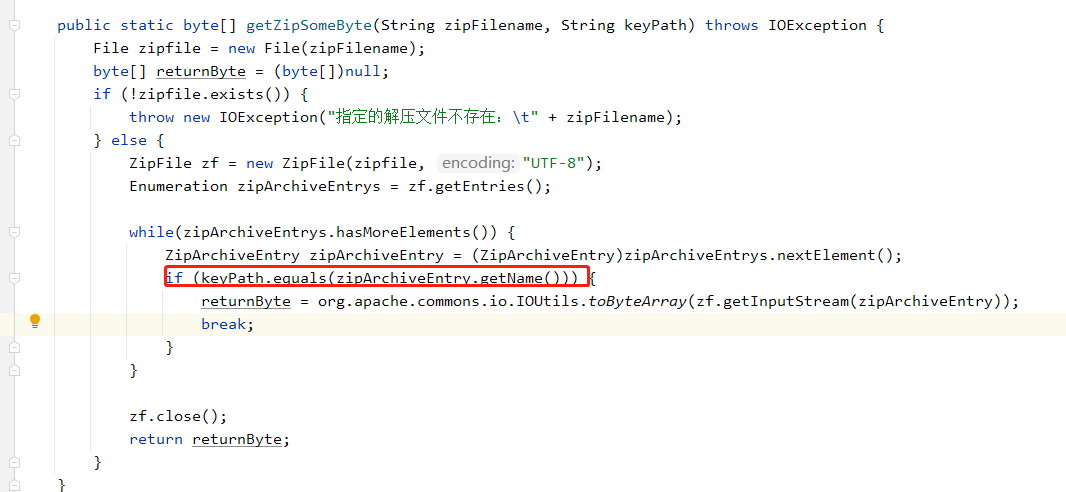 public static byte[] getZipSomeByte(String zipFilename, String keyPath) throws IOException {
File zipfile = new File(zipFilename);
byte[] returnByte = (byte[])null;
if (!zipfile.exists()) {
throw new IOException("指定的解压文件不存在：\t" + zipFilename);
} else {
ZipFile zf = new ZipFile(zipfile, encoding: "UTF-8");
Enumeration zipArchiveEntrys = zf.getEntries();
while(zipArchiveEntrys.hasMoreElements()) {
ZipArchiveEntry zipArchiveEntry = (ZipArchiveEntry)zipArchiveEntrys.nextElement();
if (keyPath.equals(zipArchiveEntry.getName())) {
returnByte = org.apache.commons.io.IOUtils.toByteArray(zf.getInputStream(zipArchiveEntry));
break;
}
}
zf.close();
return returnByte;
}
}